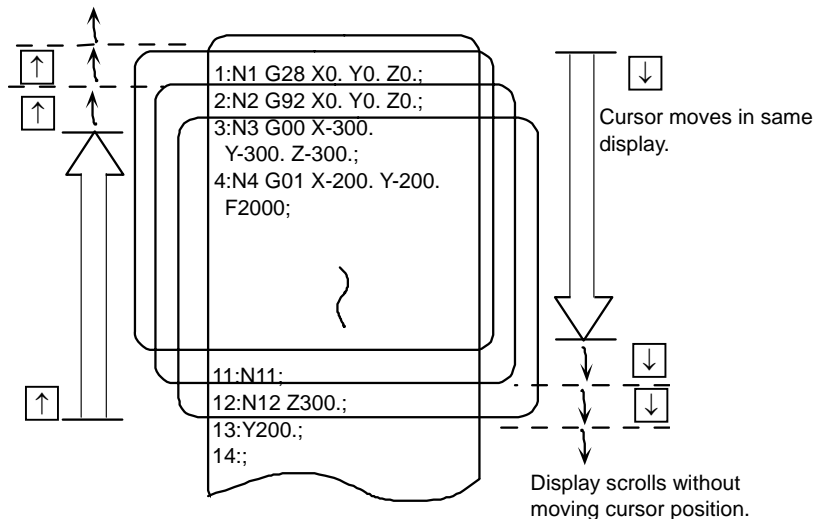 ↑
↑
↑
1:N1 G28 X0. Y0. Z0.;
2:N2 G92 X0. Y0. Z0.;
3:N3 G00 X-300.
Y-300. Z-300.;
4:N4 G01 X-200. Y-200.
F2000;
11:N11;
12:N12 Z300.;
13:Y200.;
14:;
↓
Cursor moves in same
display.
↓
↓
Display scrolls without
moving cursor position.